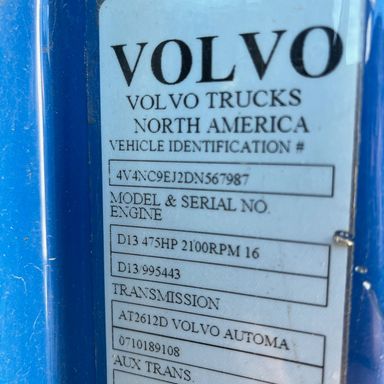 VOLVO
VOLVO TRUCKS
NORTH AMERICA
VEHICLE IDENTIFICATION #
4V4NC9EJ2DN567987
MODEL & SERIAL NO.
ENGINE
D13 475HP 2100RPM 16
D13 995443
TRANSMISSION
AT2612D VOLVO AUTOMA
0710189108
AUX TRANS